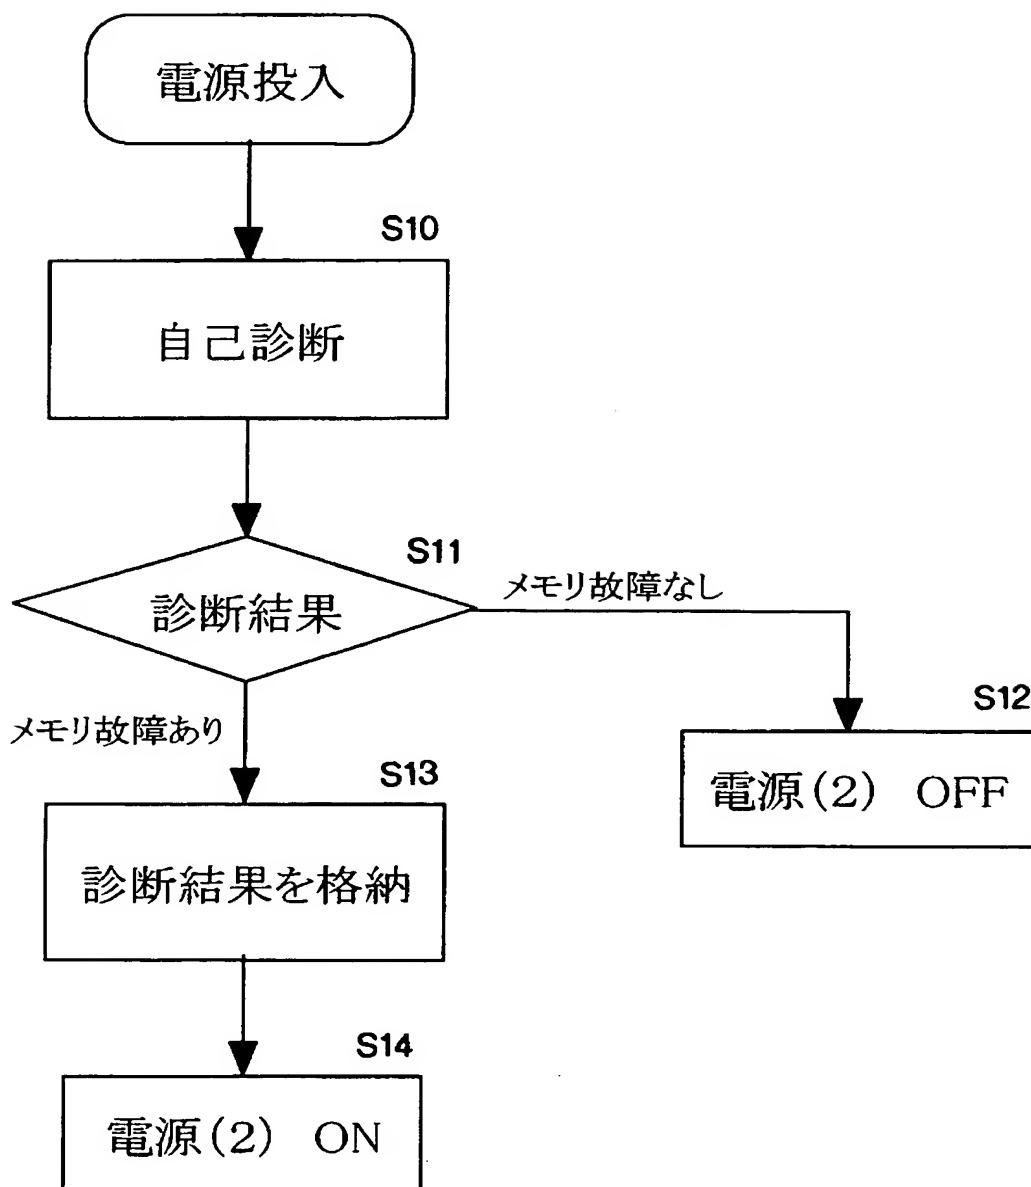 電源投入
S10
自己診断
S11
診断結果
メモリ故障なし
メモリ故障あり
S12
電源(2) OFF
S13
診断結果を格納
S14
電源(2) ON